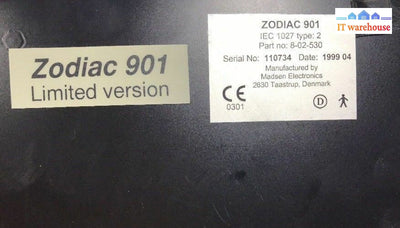 IT warehouse
Zodiac 901
Limited version
ZODIAC 901
IEC 1027 type: 2
Part no: 8-02-530
Serial No: 110734 Date: 1999 04
Manufactured by
Madsen Electronics
2630 Taastrup, Denmark
CE
0301
D